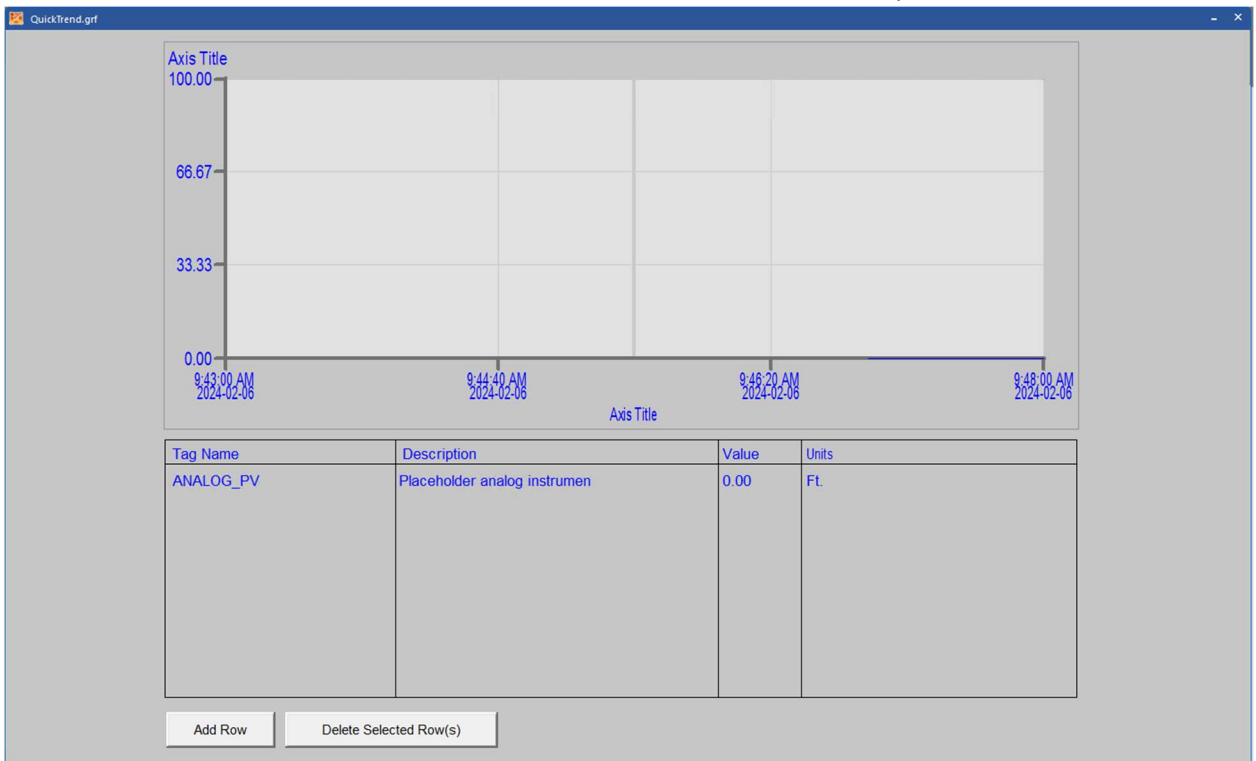 QuickTrend.grf
Axis Title
100.00
66.67
33.33
0.00
9:43:00 AM 9:44:40 AM 9:46:20 AM 9:48:00 AM
2024-02-06 2024-02-06 2024-02-06 2024-02-06
Axis Title
Tag Name Description Value Units
ANALOG_PV Placeholder analog instrumen 0.00 Ft.
Add Row Delete Selected Row(s)